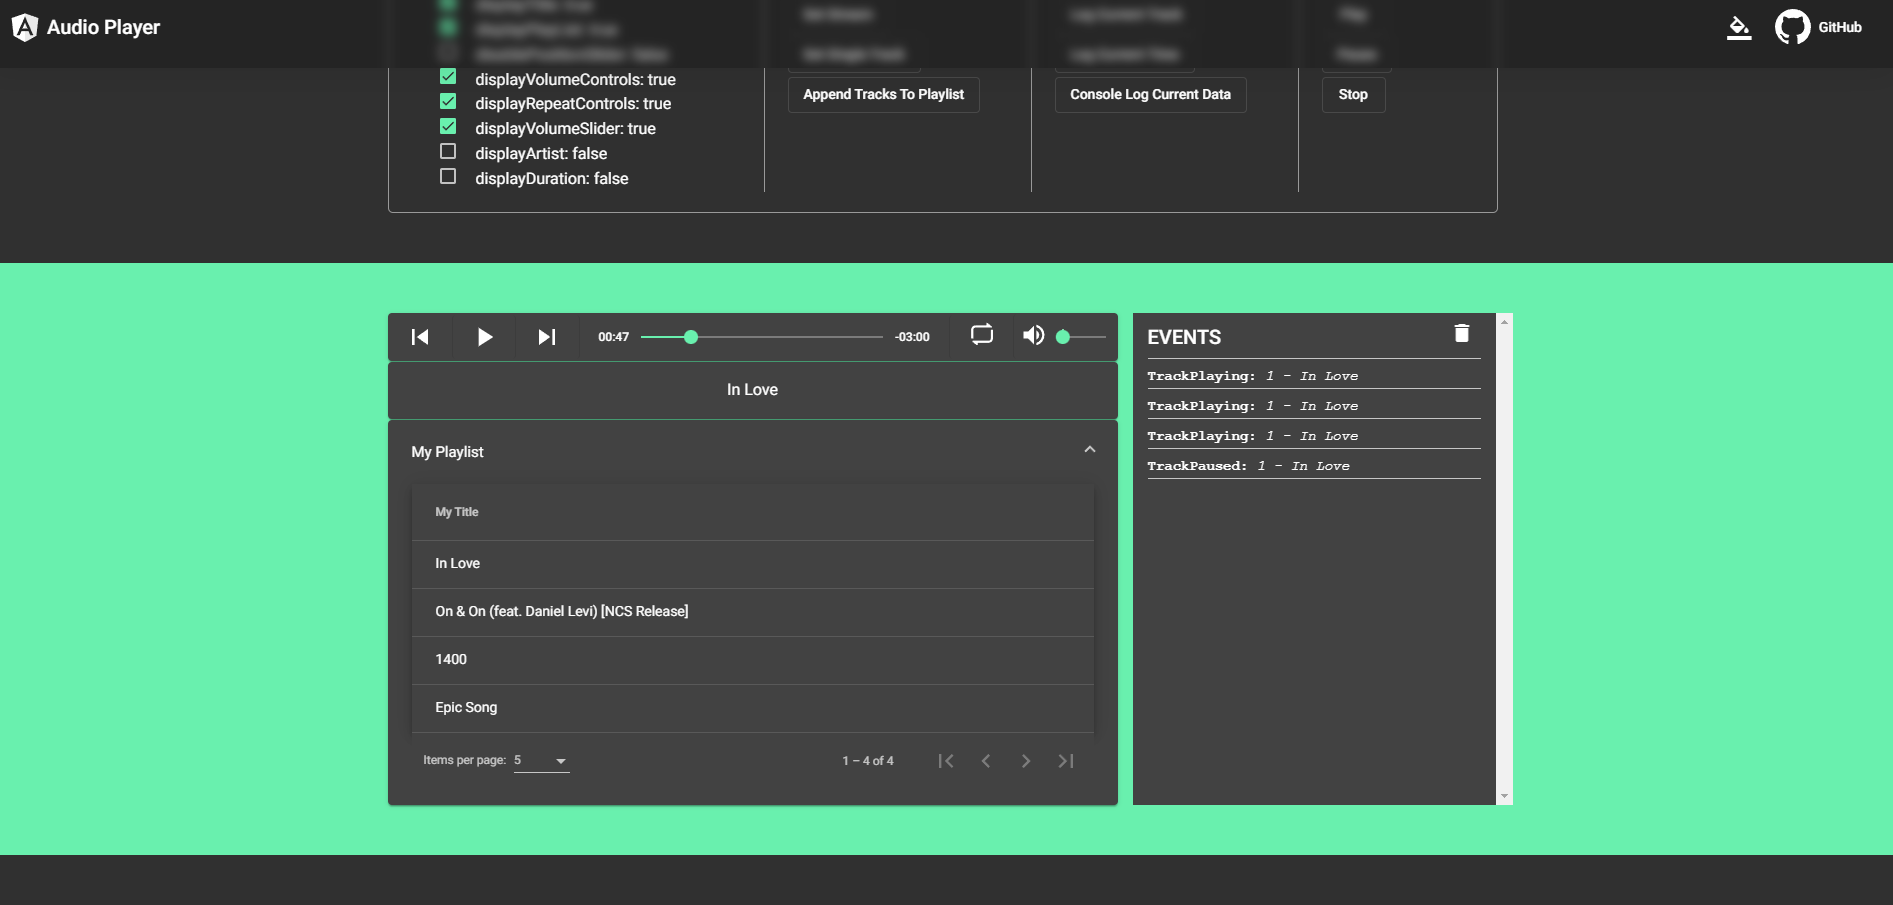 Audio Player
GitHub
displayVolumeControls: true
displayRepeatControls: true
displayVolumeSlider: true
displayArtist: false
displayDuration: false
Append Tracks To Playlist
Console Log Current Data
Stop
00:47
-03:00
In Love
My Playlist
My Title
In Love
On & On (feat. Daniel Levi) [NCS Release]
1400
Epic Song
Items per page: 5
1 – 4 of 4
EVENTS
TrackPlaying: 1 - In Love
TrackPlaying: 1 - In Love
TrackPlaying: 1 - In Love
TrackPaused: 1 - In Love